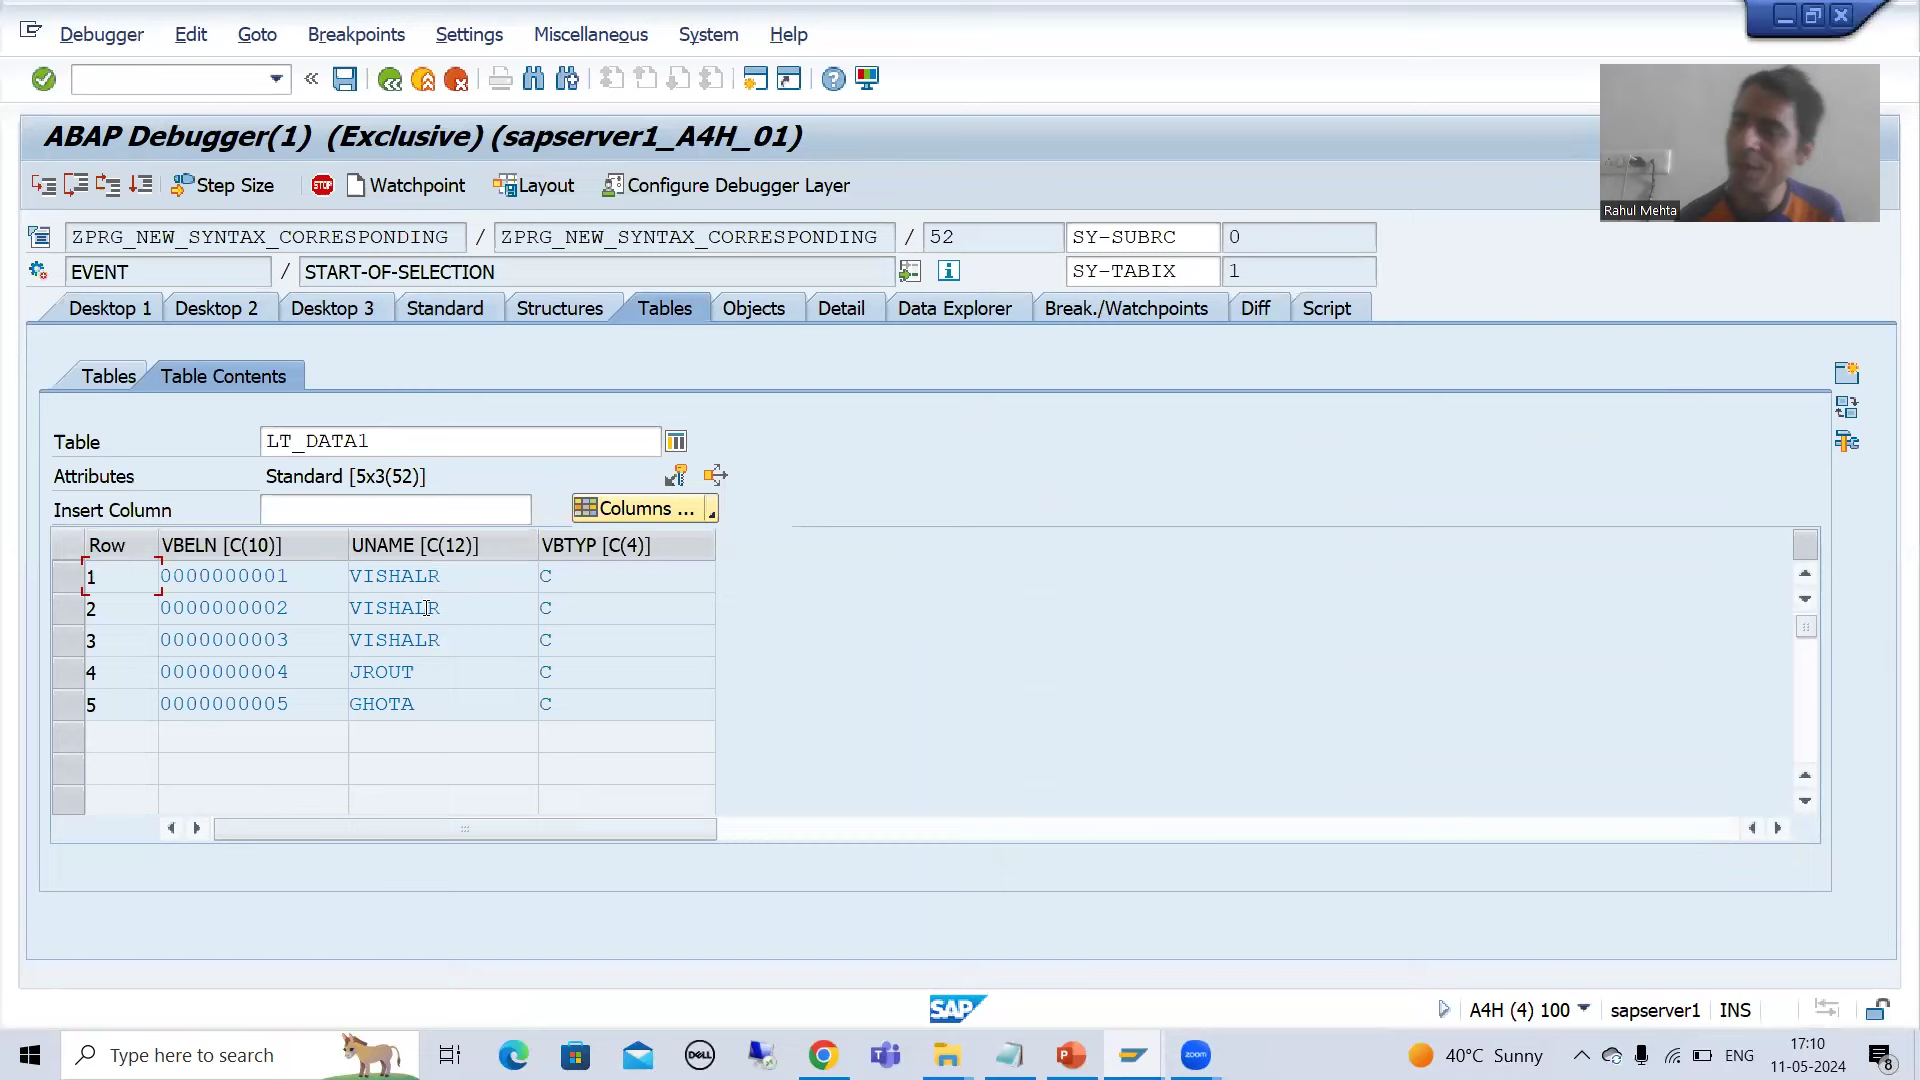 Debugger Edit Goto Breakpoints Settings Miscellaneous System Help
ABAP Debugger(1) (Exclusive) (sapserver1_A4H_01)
Step Size STOP Watchpoint Layout Configure Debugger Layer
Rahul Mehta
ZPRG_NEW_SYNTAX_CORRESPONDING / ZPRG_NEW_SYNTAX_CORRESPONDING / 52 SY-SUBRC 0
EVENT / START-OF-SELECTION SY-TABIX 1
Desktop 1 Desktop 2 Desktop 3 Standard Structures Tables Objects Detail Data Explorer Break./Watchpoints Diff Script
Tables Table Contents
Table LT_DATA1
Attributes Standard [5x3(52)]
Insert Column Columns ...
Row VBELN [C(10)] UNAME [C(12)] VBTYP [C(4)]
1 0000000001 VISHALR C
2 0000000002 VISHALR C
3 0000000003 VISHALR C
4 0000000004 JROUT C
5 0000000005 GHOTA C
SAP
A4H (4) 100 sapserver1 INS
Type here to search DELL zoom 40°C Sunny ENG 17:10
11-05-2024 8